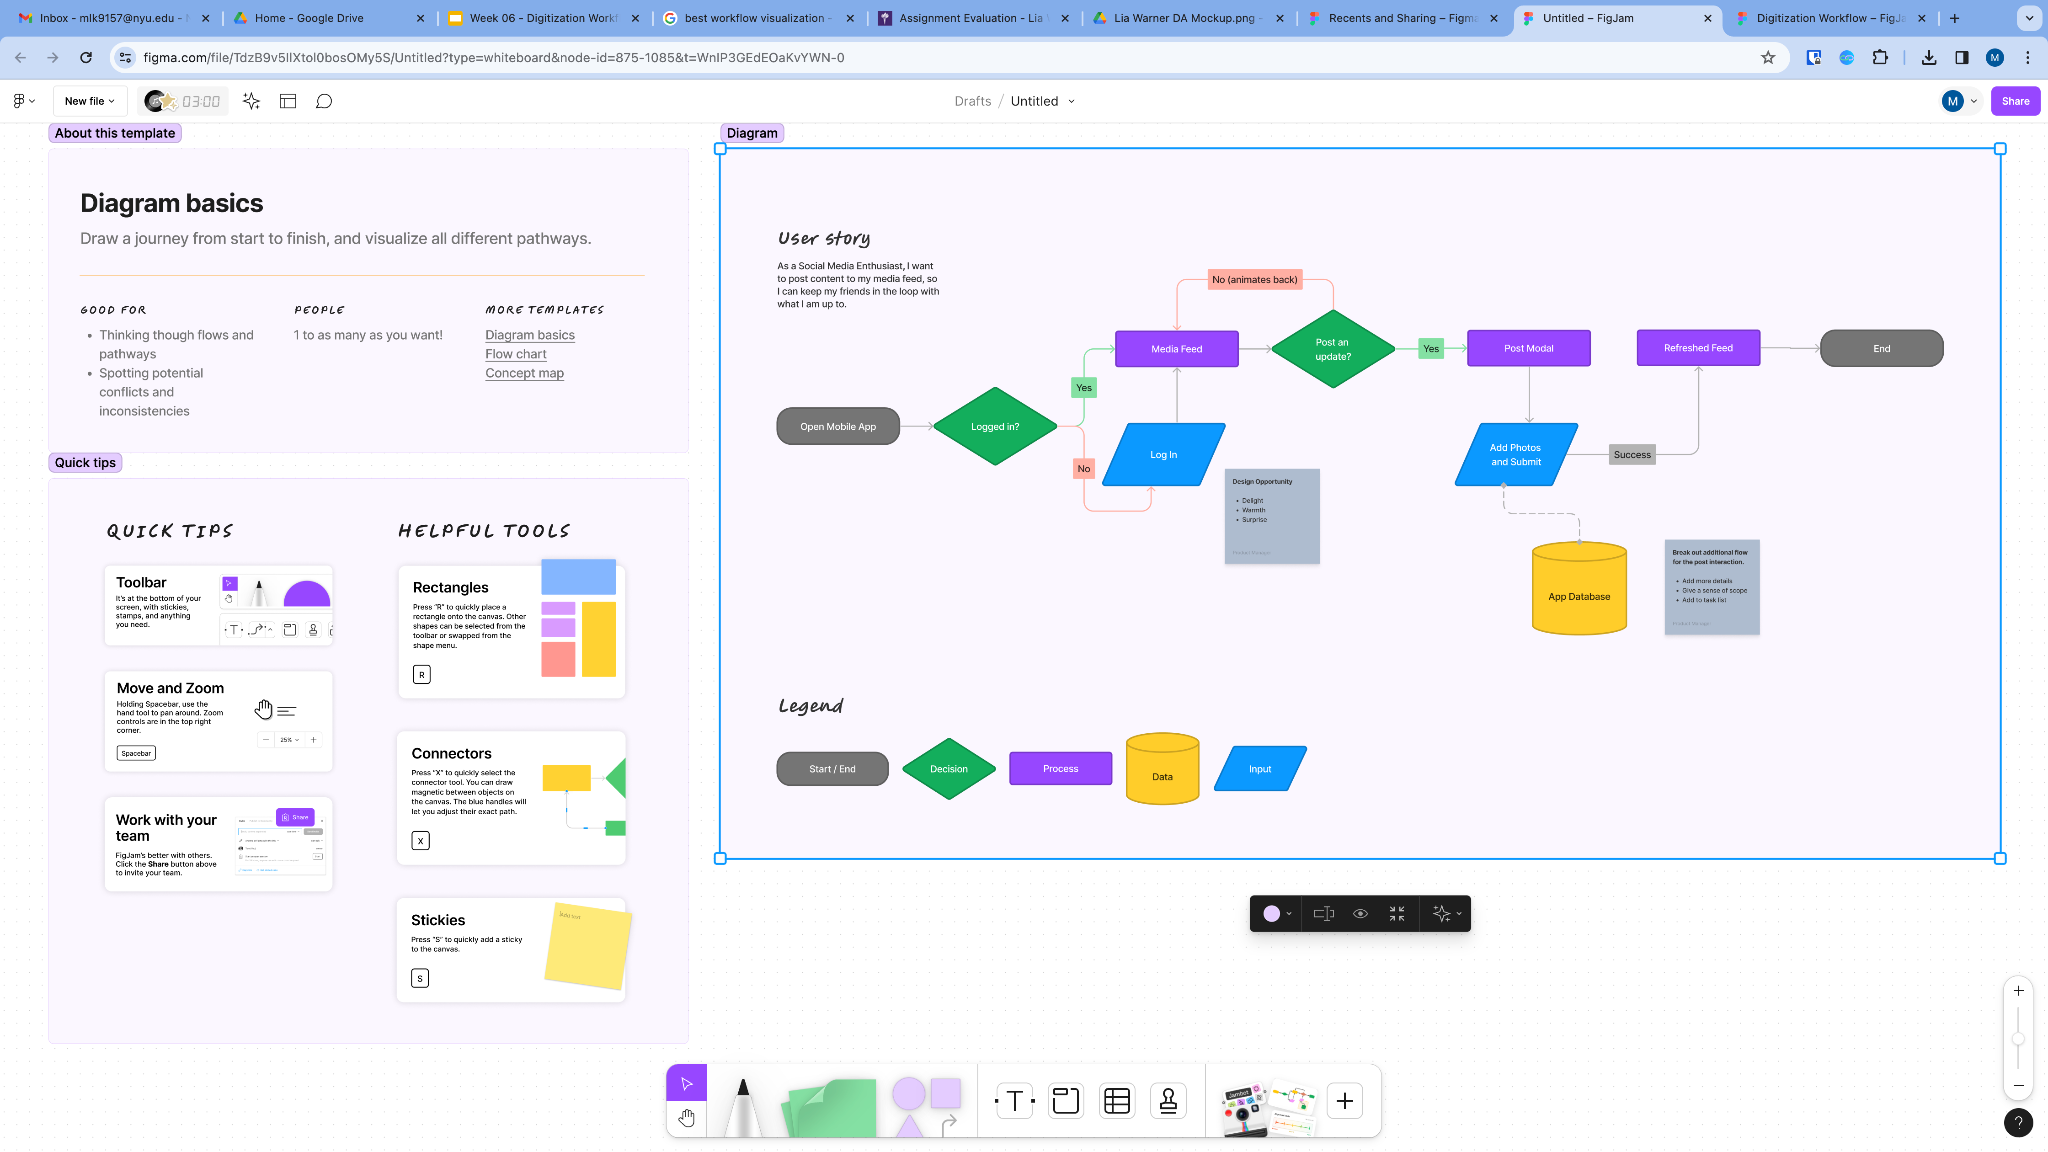 Inbox - mlk9157@nyu.edu -
Home - Google Drive
Week 06 - Digitization Workf
best workflow visualization -
Assignment Evaluation - Lia
Lia Warner DA Mockup.png -
Recents and Sharing – Figma
Untitled – FigJam
Digitization Workflow – FigJa
figma.com/file/TdzB9v5IIXtol0bosOMy5S/Untitled?type=whiteboard&node-id=875-1085&t=WnIP3GEdEOaKvYWN-0
M
New file
03:00
Drafts / Untitled
M
Share
About this template
Diagram basics
Draw a journey from start to finish, and visualize all different pathways.
GOOD FOR
• Thinking though flows and
pathways
• Spotting potential
conflicts and
inconsistencies
PEOPLE
1 to as many as you want!
MORE TEMPLATES
Diagram basics
Flow chart
Concept map
Quick tips
QUICK TIPS
Toolbar
It's at the bottom of your
screen, with stickies,
stamps, and anything
you need.
T
Move and Zoom
Holding Spacebar, use the
hand tool to pan around. Zoom
controls are in the top right
corner.
Spacebar
25%
Work with your
team
FigJam's better with others.
Click the Share button above
to invite your team.
Share
HELPFUL TOOLS
Rectangles
Press "R" to quickly place a
rectangle onto the canvas. Other
shapes can be selected from the
toolbar or swapped from the
shape menu.
R
Connectors
Press "X" to quickly select the
connector tool. You can draw
magnetic between objects on
the canvas. The blue handles will
let you adjust their exact path.
X
Stickies
Press "S" to quickly add a sticky
to the canvas.
S
Add text
Diagram
User story
As a Social Media Enthusiast, I want
to post content to my media feed, so
I can keep my friends in the loop with
what I am up to.
No (animates back)
Media Feed
Post an
update?
Yes
Post Modal
Refreshed Feed
End
Yes
Open Mobile App
Logged in?
No
Log In
Add Photos
and Submit
Success
Design Opportunity
• Delight
• Warmth
• Surprise
Product Manager
App Database
Break out additional flow
for the post interaction.
• Add more details
• Give a sense of scope
• Add to task list
Product Manager
Legend
Start / End
Decision
Process
Data
Input
T
Jambot
?